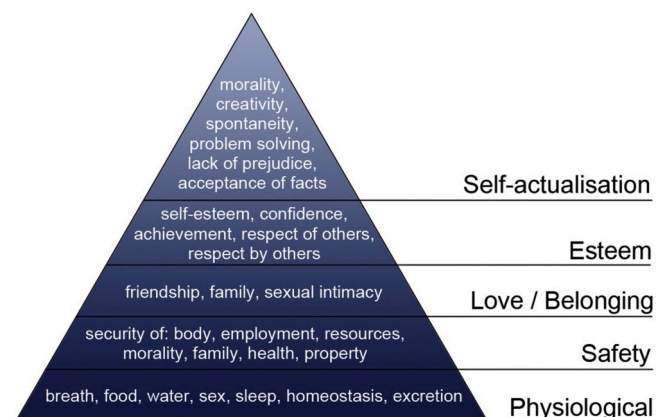 morality,
creativity,
spontaneity,
problem solving,
lack of prejudice,
acceptance of facts
Self-actualisation
self-esteem, confidence,
achievement, respect of others,
respect by others
Esteem
friendship, family, sexual intimacy
Love / Belonging
security of: body, employment, resources,
morality, family, health, property
Safety
breath, food, water, sex, sleep, homeostasis, excretion
Physiological